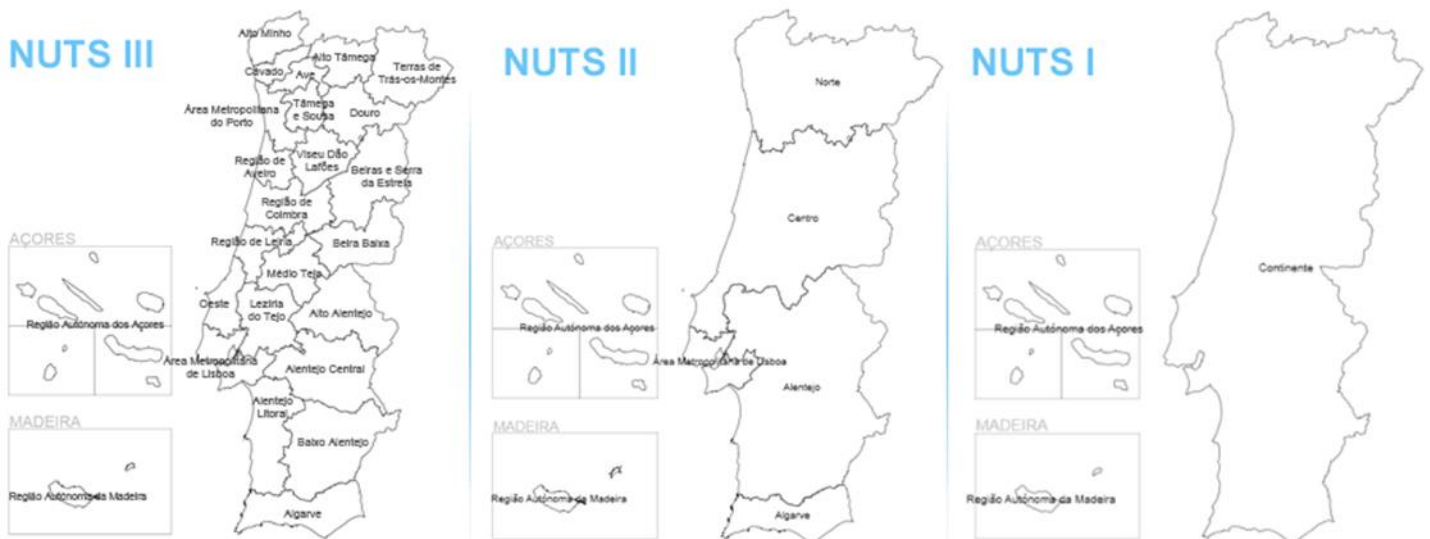 NUTS III
Alto Minho
Alto Tâmega
Terras de
Trás-os-Montes
Cávado
Ave
Área Metropolitana
do Porto
Tâmega
e Sousa
Douro
Região de
Aveiro
Viseu Dão
Lafões
Beiras e Serra
da Estrela
Região de
Coimbra
Região de Leiria
Beira Baixa
Médio Tejo
Oeste
Lezíria
do Tejo
Alto Alentejo
Área Metropolitana
de Lisboa
Alentejo Central
Alentejo
Litoral
Baixo Alentejo
Algarve
AÇORES
Região Autónoma dos Açores
MADEIRA
Região Autónoma da Madeira
NUTS II
Norte
Centro
Área Metropolitana de Lisboa
Alentejo
Algarve
AÇORES
Região Autónoma dos Açores
MADEIRA
Região Autónoma da Madeira
NUTS I
Continente
AÇORES
Região Autónoma dos Açores
MADEIRA
Região Autónoma da Madeira